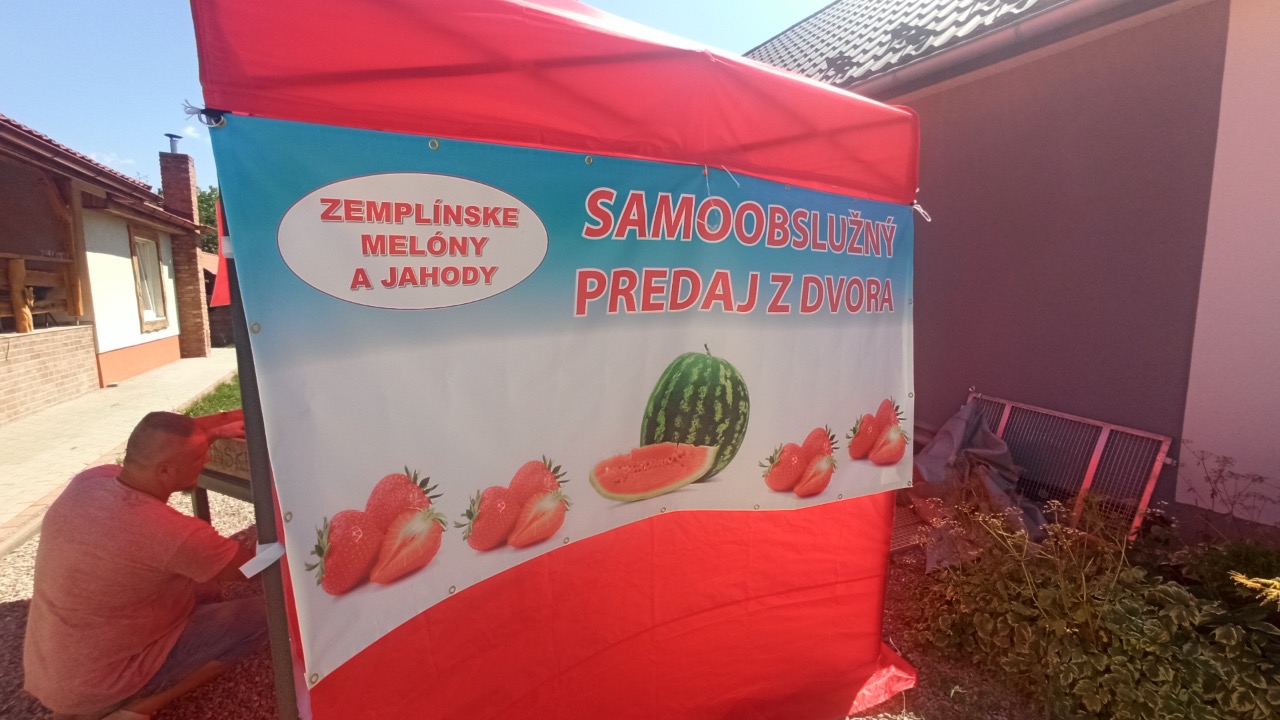 ZEMPLÍNSKE
MELÓNY
A JAHODY
SAMOOBSLUŽNÝ
PREDAJ Z DVORA